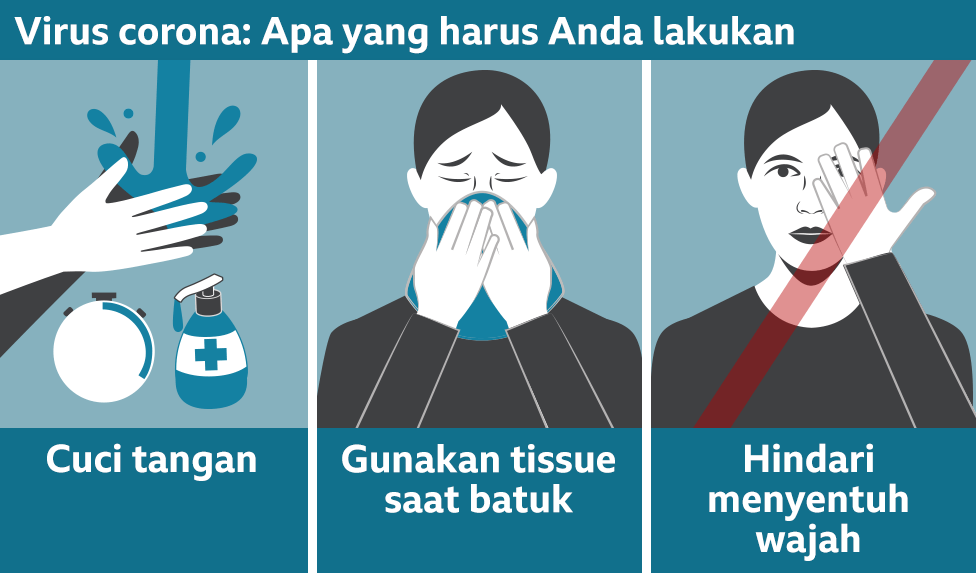 Virus corona: Apa yang harus Anda lakukan
Cuci tangan
Gunakan tissue
saat batuk
Hindari
menyentuh
wajah